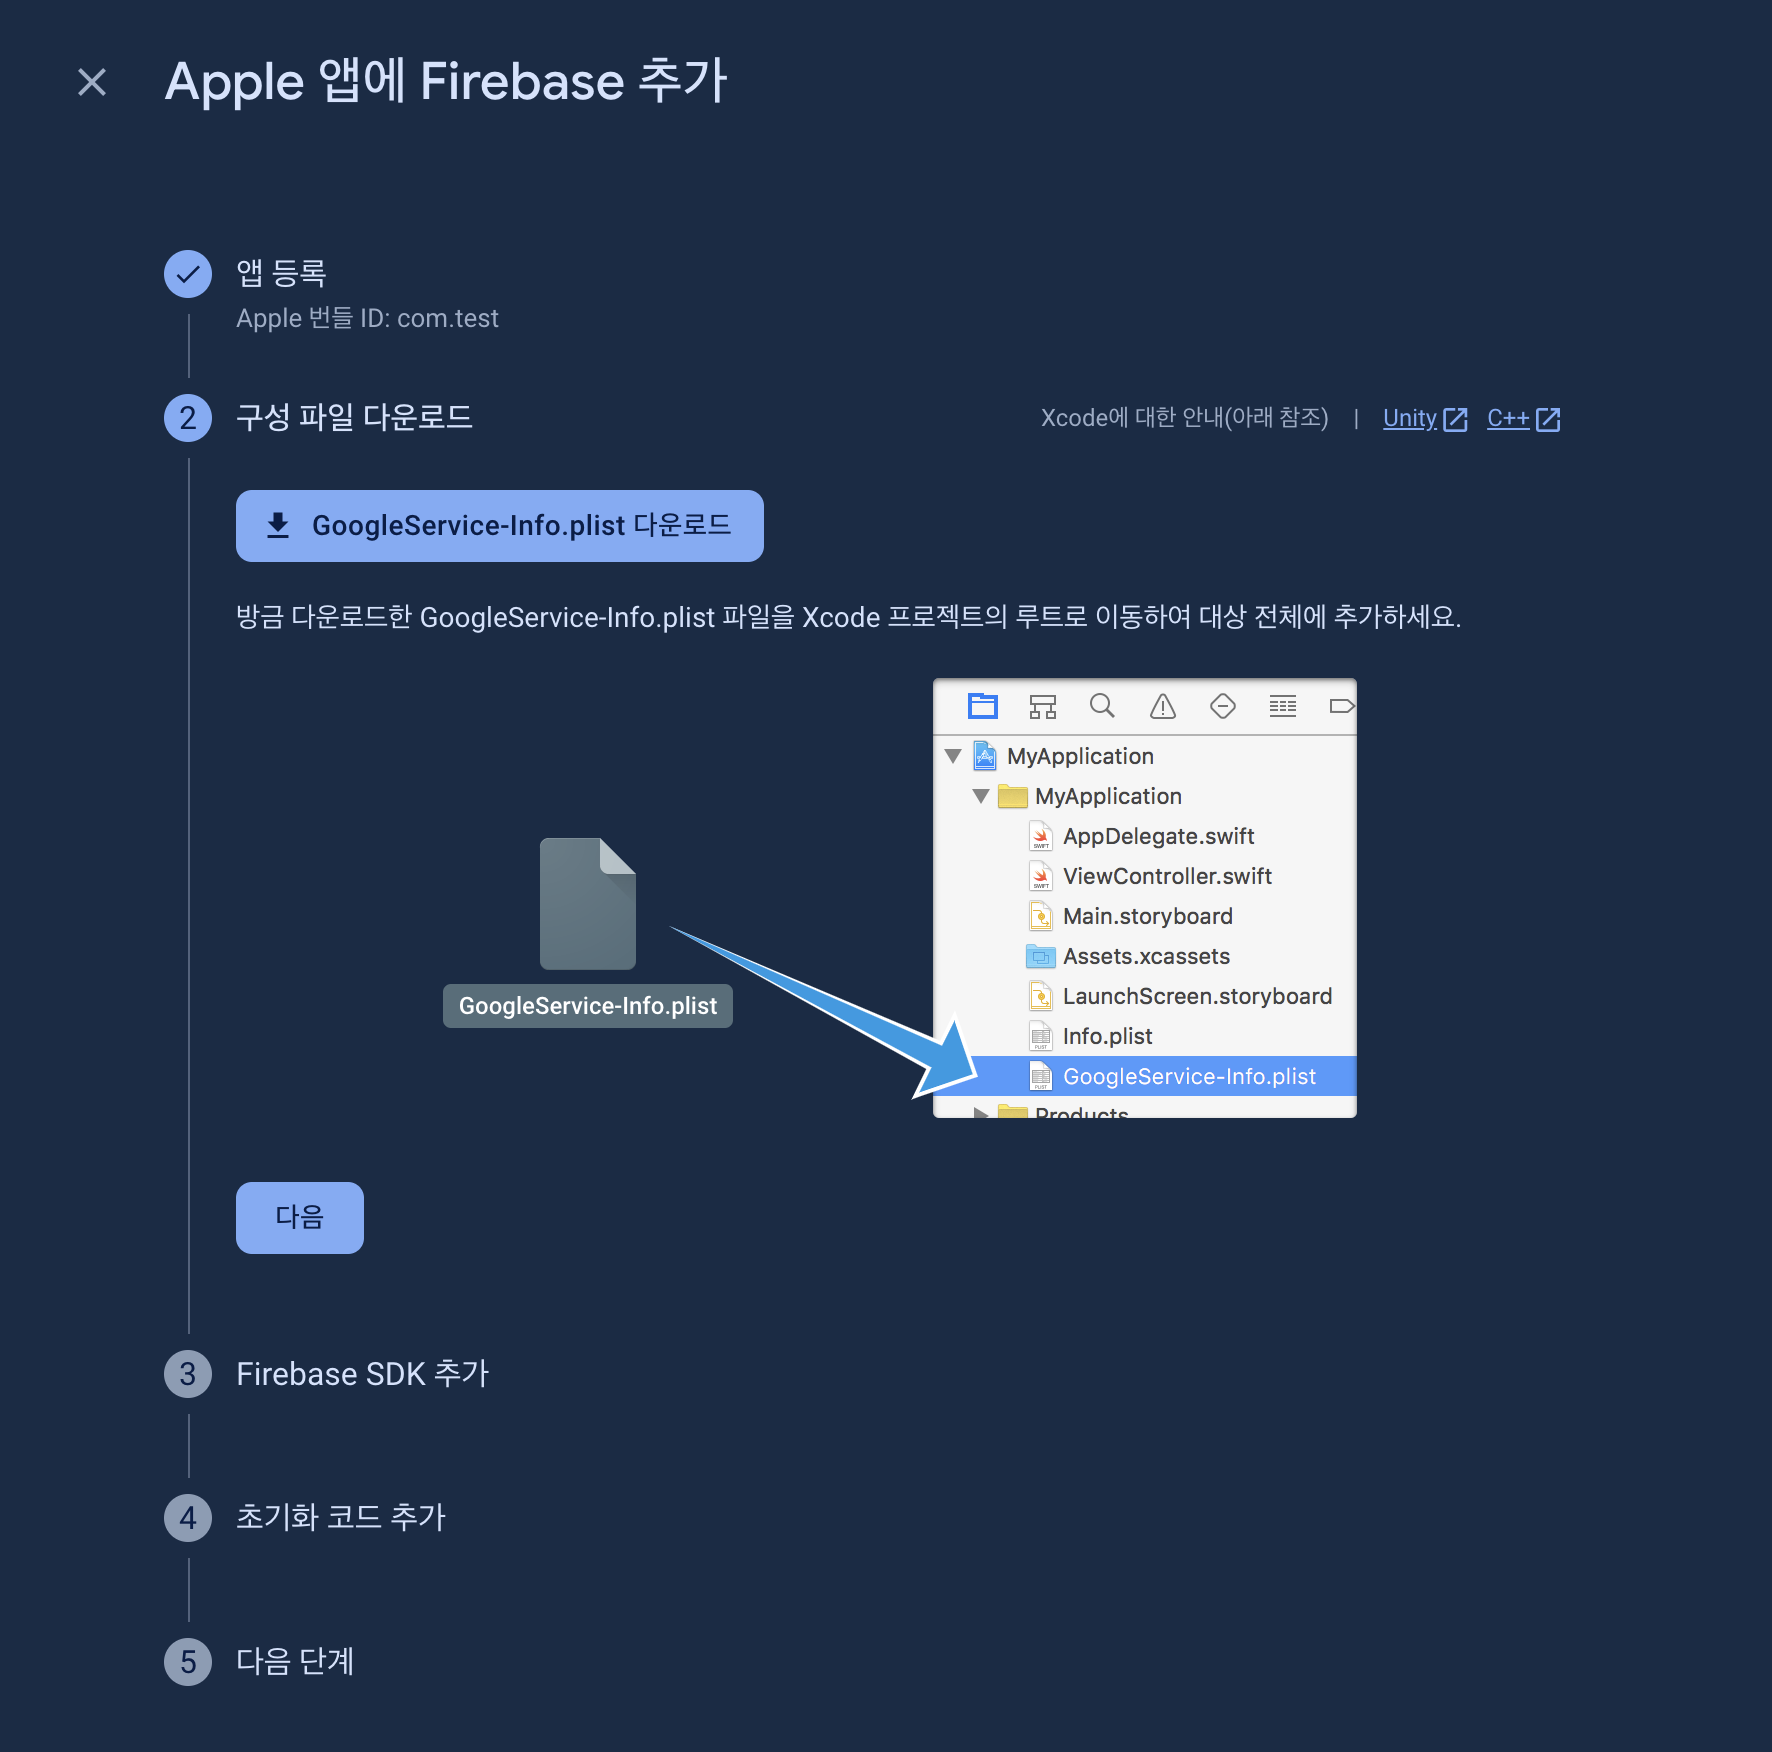 Apple 앱에 Firebase 추가
앱 등록
Apple 번들 ID: com.test
2 구성 파일 다운로드
Xcode에 대한 안내(아래 참조) | Unity C++
GoogleService-Info.plist 다운로드
방금 다운로드한 GoogleService-Info.plist 파일을 Xcode 프로젝트의 루트로 이동하여 대상 전체에 추가하세요.
GoogleService-Info.plist
MyApplication
MyApplication
SWIFT AppDelegate.swift
SWIFT ViewController.swift
Main.storyboard
Assets.xcassets
LaunchScreen.storyboard
PLIST Info.plist
PLIST GoogleService-Info.plist
Products
다음
3 Firebase SDK 추가
4 초기화 코드 추가
5 다음 단계